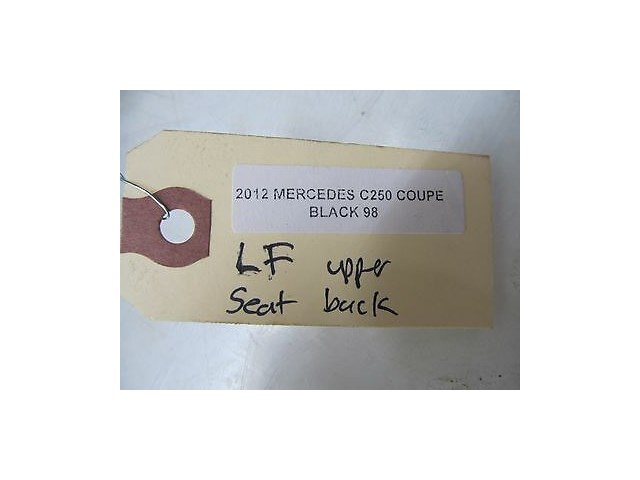 2012 MERCEDES C250 COUPE
BLACK 98
LF upper
Seat back